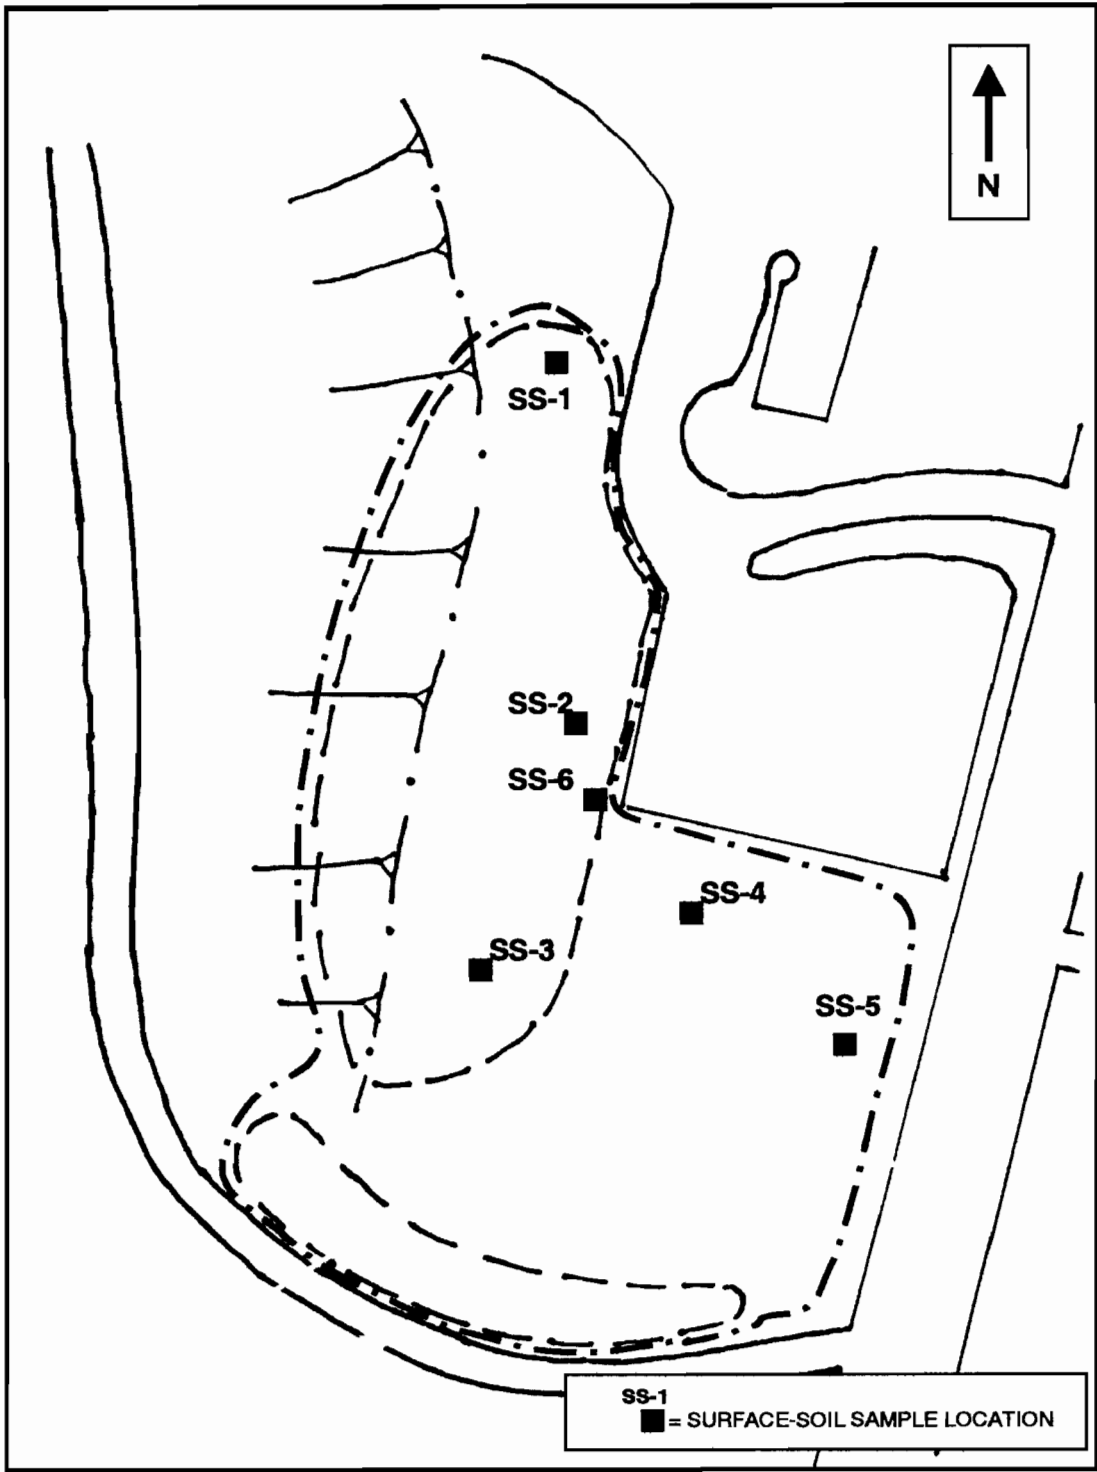 N
SS-1
SS-2
SS-6
SS-4
SS-3
SS-5
SS-1
= SURFACE-SOIL SAMPLE LOCATION